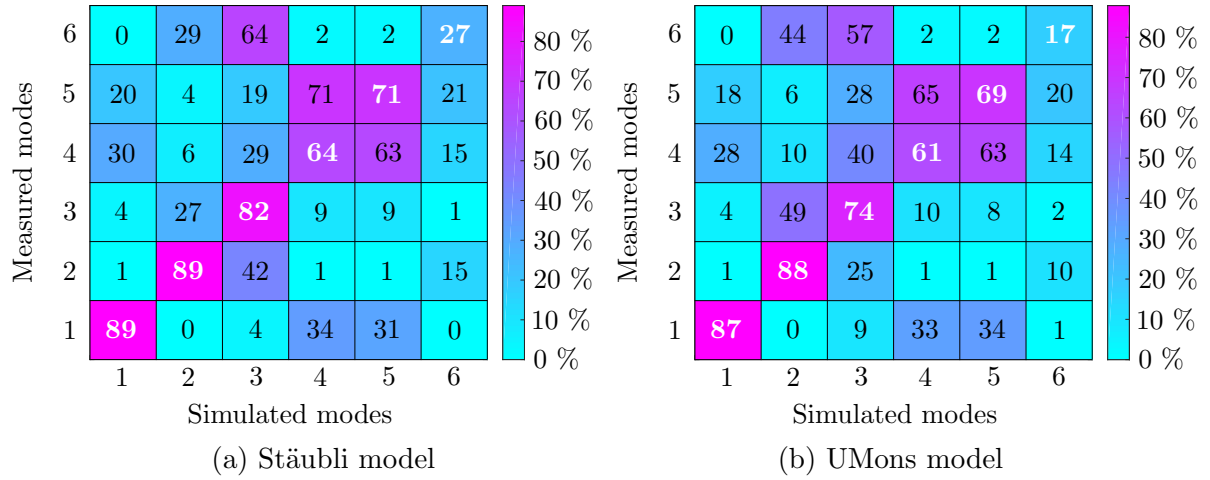 Measured modes
6 0 29 64 2 2 27
5 20 4 19 71 71 21
4 30 6 29 64 63 15
3 4 27 82 9 9 1
2 1 89 42 1 1 15
1 89 0 4 34 31 0
1 2 3 4 5 6
Simulated modes
80 %
70 %
60 %
50 %
40 %
30 %
20 %
10 %
0 %
(a) Stäubli model
Measured modes
6 0 44 57 2 2 17
5 18 6 28 65 69 20
4 28 10 40 61 63 14
3 4 49 74 10 8 2
2 1 88 25 1 1 10
1 87 0 9 33 34 1
1 2 3 4 5 6
Simulated modes
80 %
70 %
60 %
50 %
40 %
30 %
20 %
10 %
0 %
(b) UMons model